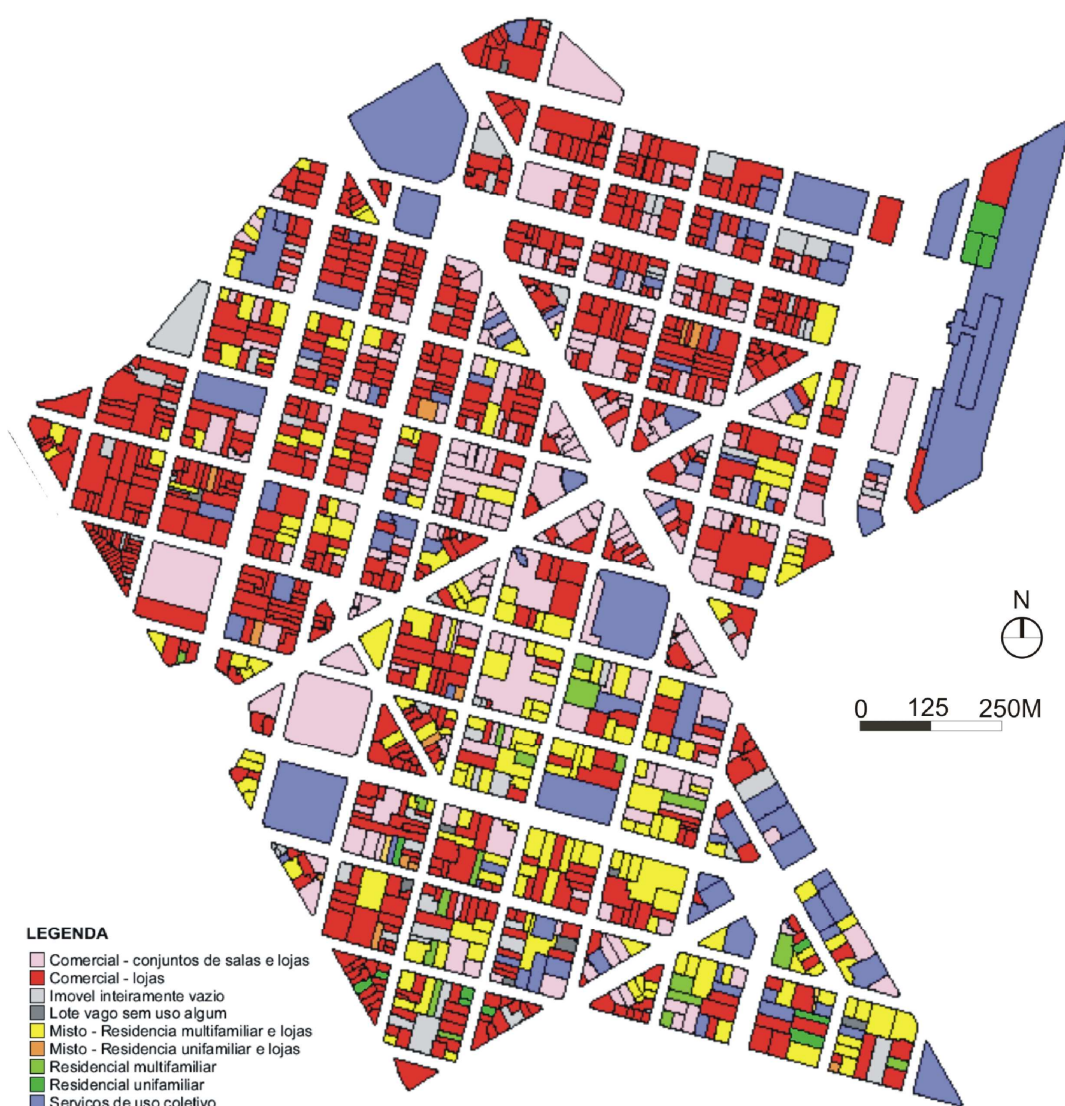 N
0 125 250M
LEGENDA
Comercial - conjuntos de salas e lojas
Comercial - lojas
Imovel inteiramente vazio
Lote vago sem uso algum
Misto - Residencia multifamiliar e lojas
Misto - Residencia unifamiliar e lojas
Residencial multifamiliar
Residencial unifamiliar
Serviços de uso coletivo